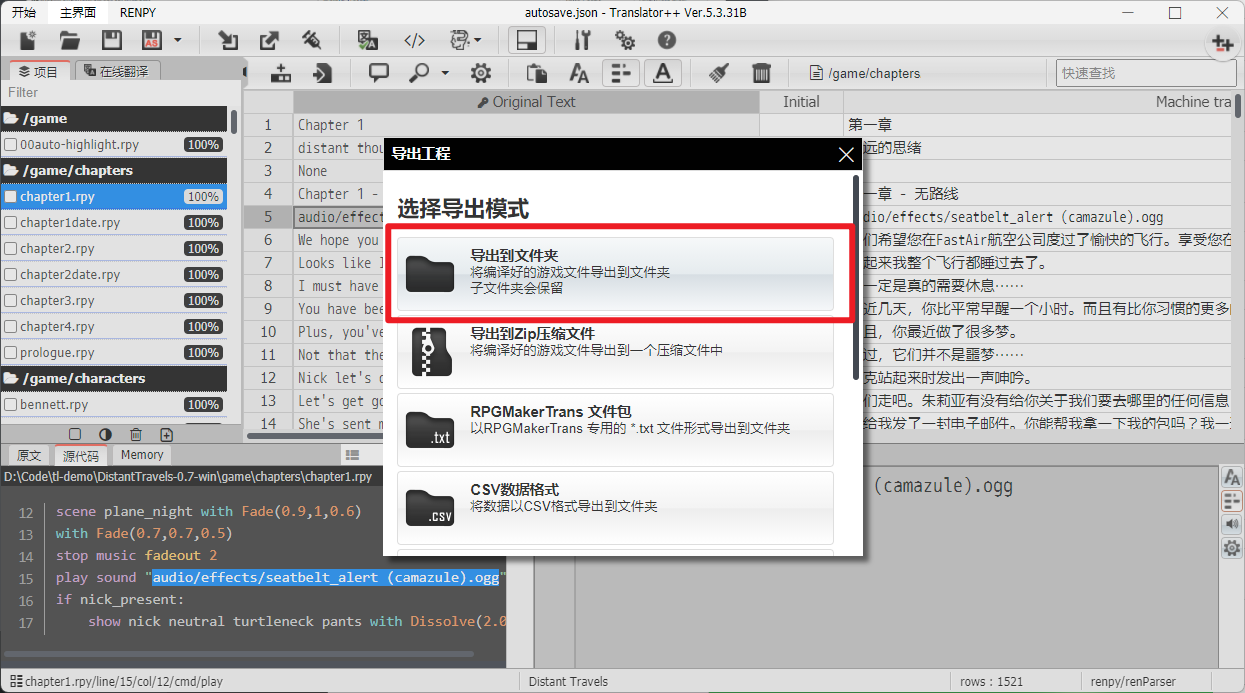 autosave.json - Translator++ Ver.5.3.31B
开始 主界面 RENPY
项目 在线翻译
/game/chapters
快速查找
Filter
/game
00auto-highlight.rpy 100%
/game/chapters
chapter1.rpy 100%
chapter1date.rpy 100%
chapter2.rpy 100%
chapter2date.rpy 100%
chapter3.rpy 100%
chapter4.rpy 100%
prologue.rpy 100%
/game/characters
bennett.rpy 100%
Original Text Initial Machine tra
1 Chapter 1 第一章
2 distant thou 远的思绪
3 None
4 Chapter 1 - 一章 - 无路线
5 audio/effect dio/effects/seatbelt_alert (camazule).ogg
6 We hope you 们希望您在FastAir航空公司度过了愉快的飞行。享受您在
7 Looks like I 起来我整个飞行都睡过去了。
8 I must have 一定是真的需要休息……
9 You have bee 近几天，你比平常早醒一个小时。而且有比你习惯的更多
10 Plus, you've 且，你最近做了很多梦。
11 Not that the 过，它们并不是噩梦……
12 Nick let's o 克站起来时发出一声呻吟。
13 Let's get go 们走吧。朱莉亚有没有给你关于我们要去哪里的任何信息
14 She's sent m 给我发了一封电子邮件。你能帮我拿一下我的包吗？我一
导出工程
选择导出模式
导出到文件夹
将编译好的游戏文件导出到文件夹
子文件夹会保留
导出到Zip压缩文件
将编译好的游戏文件导出到一个压缩文件中
.txt
RPGMakerTrans 文件包
以RPGMakerTrans 专用的 *.txt 文件形式导出到文件夹
.csv
CSV数据格式
将数据以CSV格式导出到文件夹
原文 源代码 Memory
D:\Code\tl-demo\DistantTravels-0.7-win\game\chapters\chapter1.rpy
12 scene plane_night with Fade(0.9,1,0.6)
13 with Fade(0.7,0.7,0.5)
14 stop music fadeout 2
15 play sound "audio/effects/seatbelt_alert (camazule).ogg"
16 if nick_present:
17 show nick neutral turtleneck pants with Dissolve(2.0
(camazule).ogg
chapter1.rpy/line/15/col/12/cmd/play
Distant Travels
rows : 1521
renpy/renParser